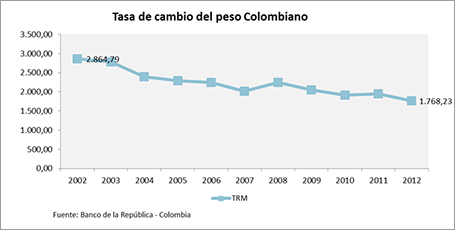 Tasa de cambio del peso Colombiano
3.500,00
3.000,00
2.500,00
2.000,00
1.500,00
1.000,00
500,00
0,00
2.864,79
1.768,23
2002 2003 2004 2005 2006 2007 2008 2009 2010 2011 2012
TRM
Fuente: Banco de la República - Colombia